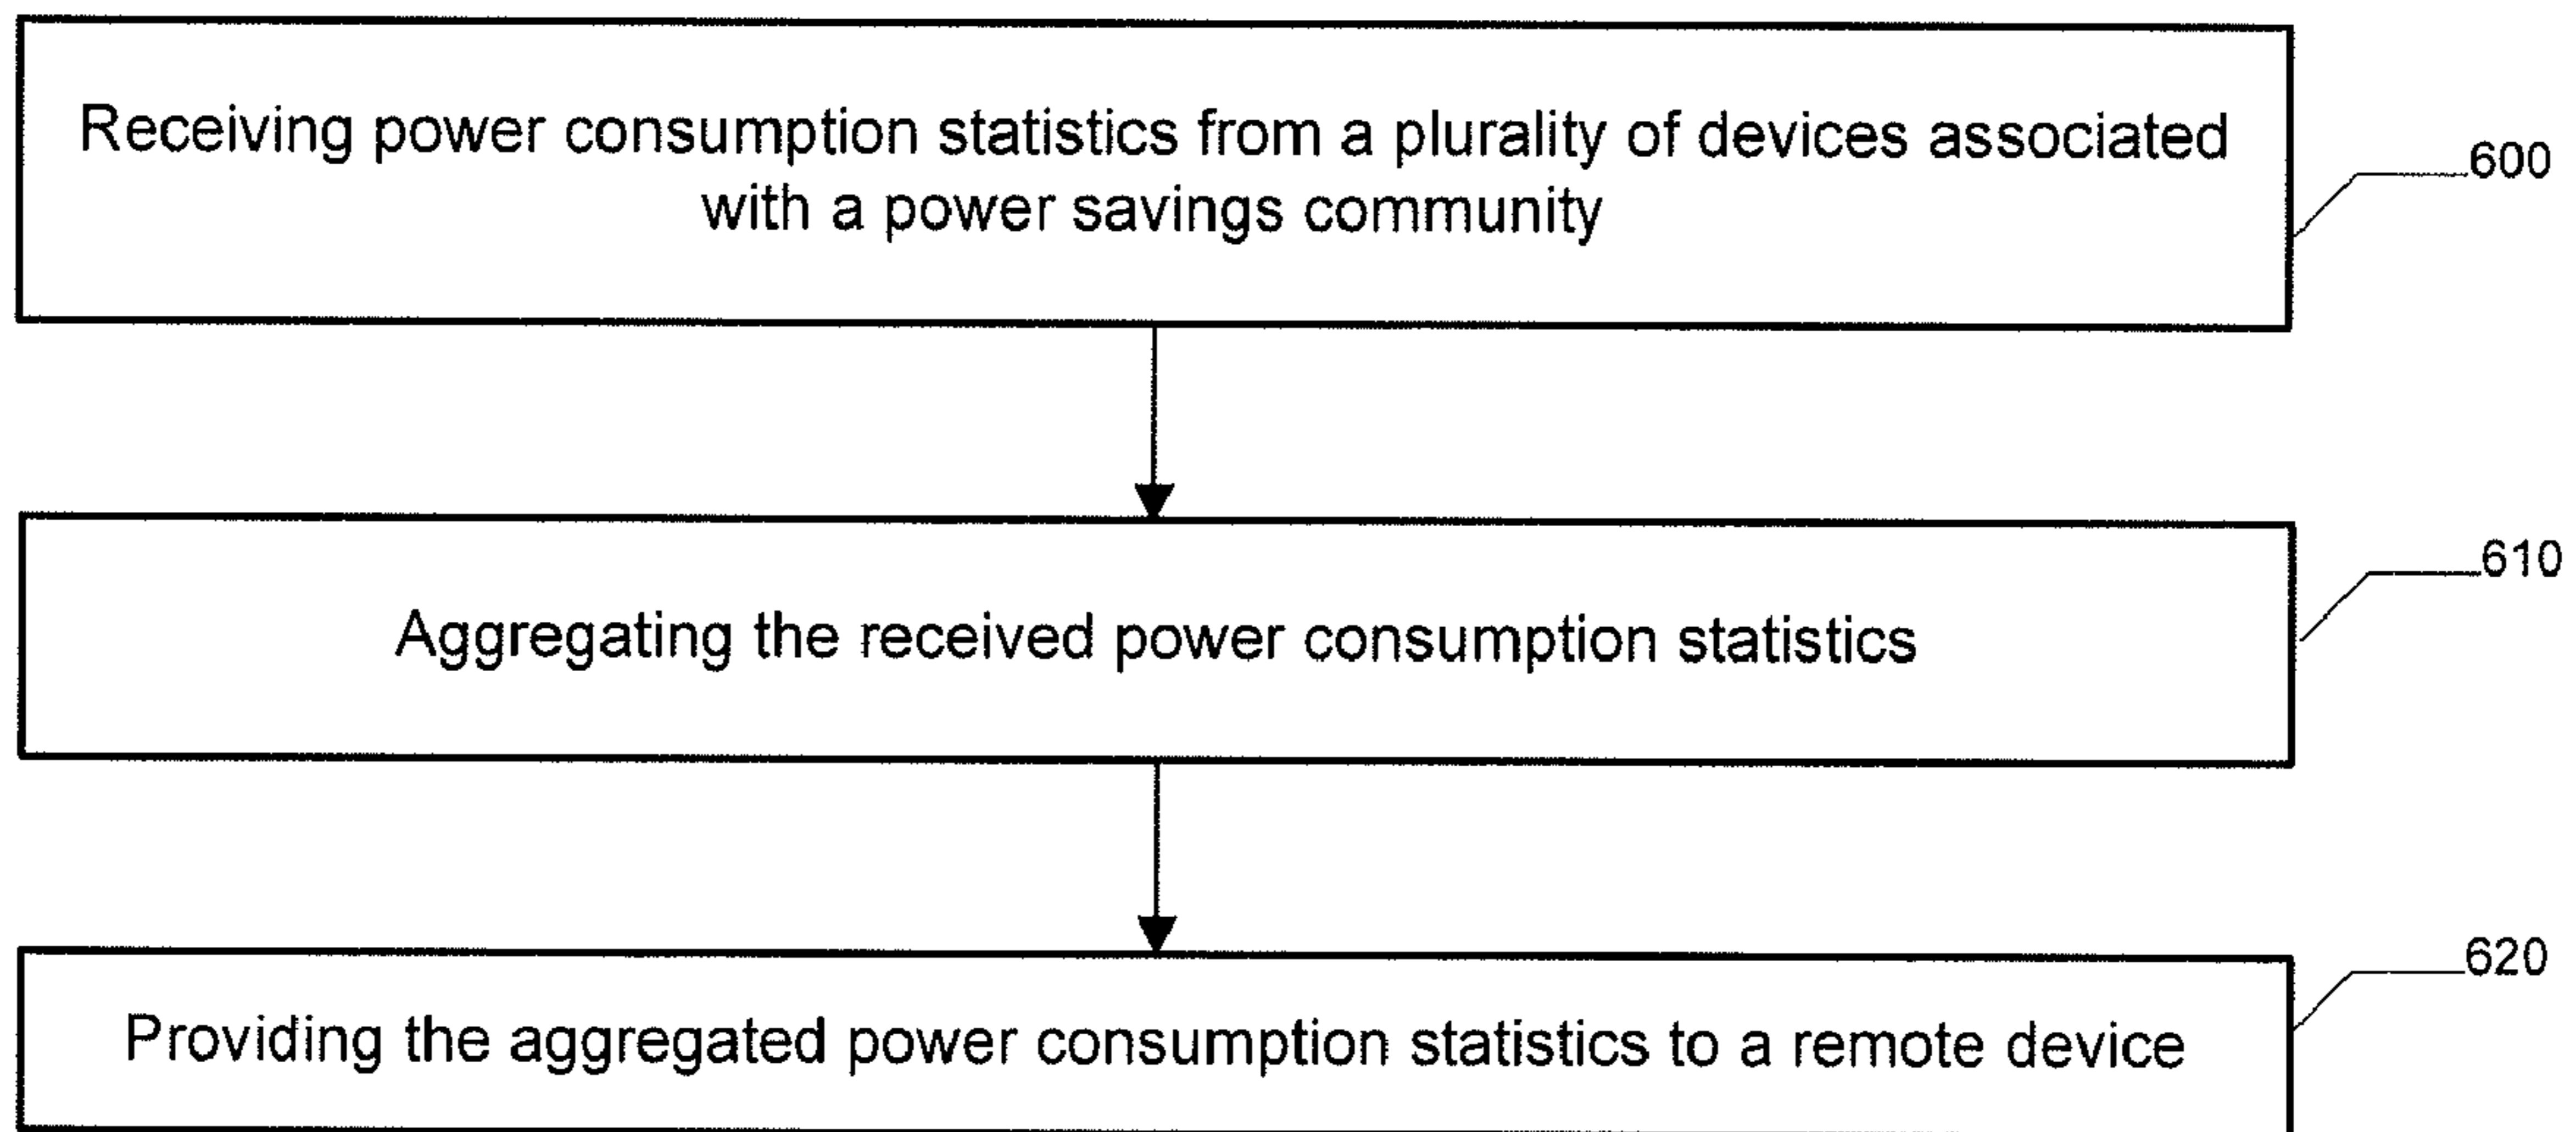 Receiving power consumption statistics from a plurality of devices associated
with a power savings community
600
Aggregating the received power consumption statistics
610
Providing the aggregated power consumption statistics to a remote device
620